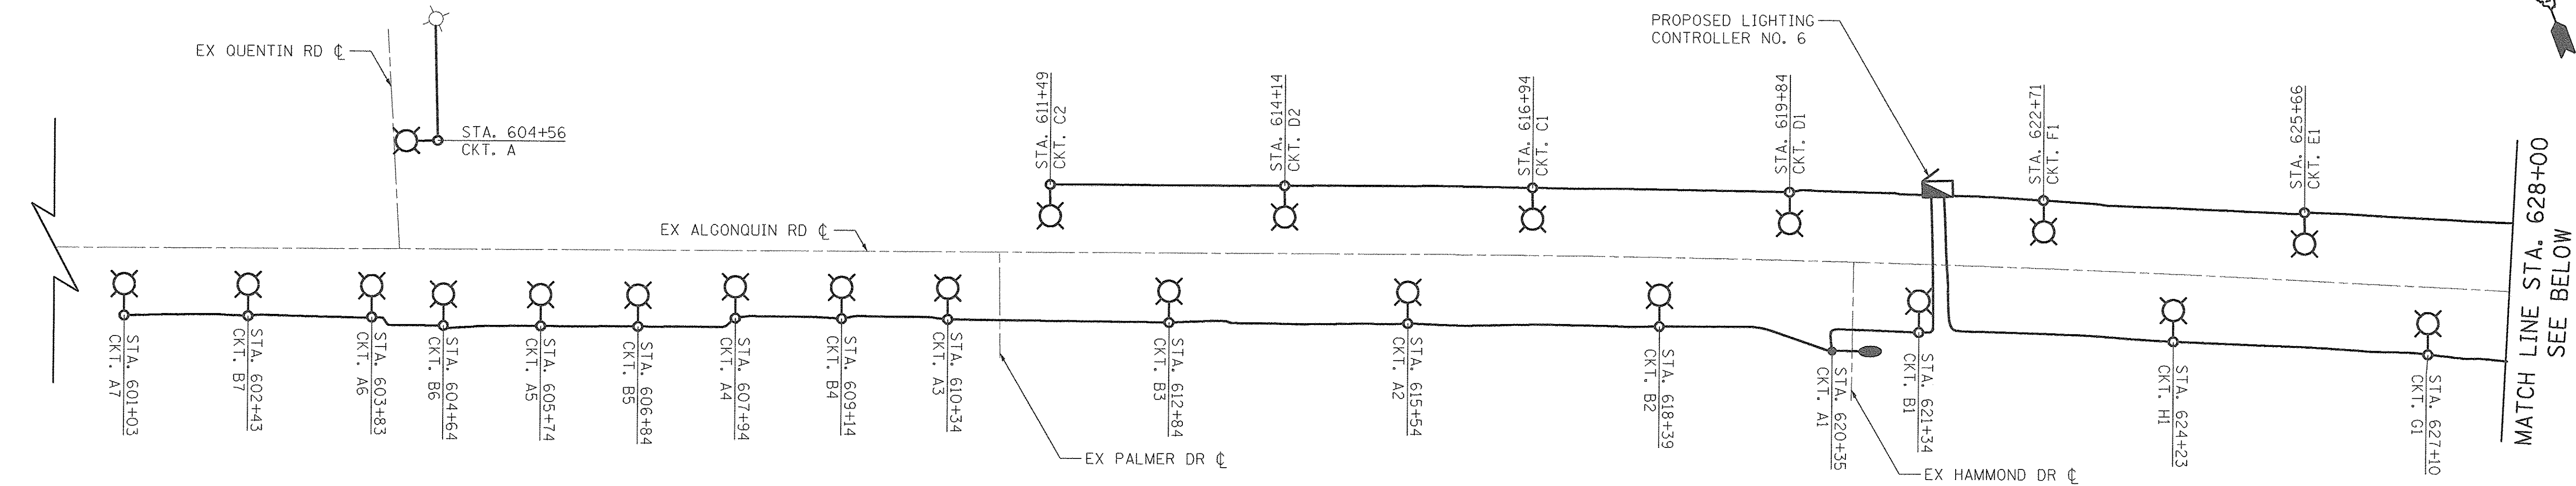 PROPOSED LIGHTING
CONTROLLER NO. 6
EX QUENTIN RD ℄
STA. 604+56
CKT. A
STA. 611+49
CKT. C2
STA. 614+14
CKT. D2
STA. 616+94
CKT. C1
STA. 619+84
CKT. D1
STA. 622+71
CKT. F1
STA. 625+66
CKT. E1
EX ALGONQUIN RD ℄
STA. 601+03
CKT. A7
STA. 602+43
CKT. B7
STA. 603+83
CKT. A6
STA. 604+64
CKT. B6
STA. 605+74
CKT. A5
STA. 606+84
CKT. B5
STA. 607+94
CKT. A4
STA. 609+14
CKT. B4
STA. 610+34
CKT. A3
STA. 612+84
CKT. B3
STA. 615+54
CKT. A2
STA. 618+39
CKT. B2
STA. 620+35
CKT. A1
STA. 621+34
CKT. B1
STA. 624+23
CKT. H1
STA. 627+10
CKT. G1
EX PALMER DR ℄
EX HAMMOND DR ℄
MATCH LINE STA. 628+00
SEE BELOW